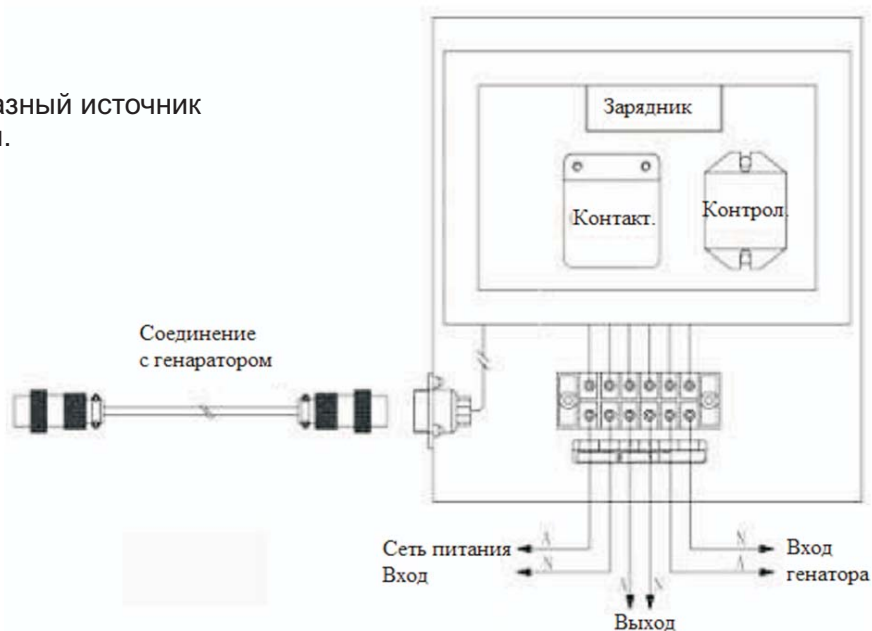 азный источник
Зарядник
Контакт.
Контрол.
Соединение
с генаратором
Сеть питания
Вход
A
N
A
N
N
A
Вход
генатора
Выход